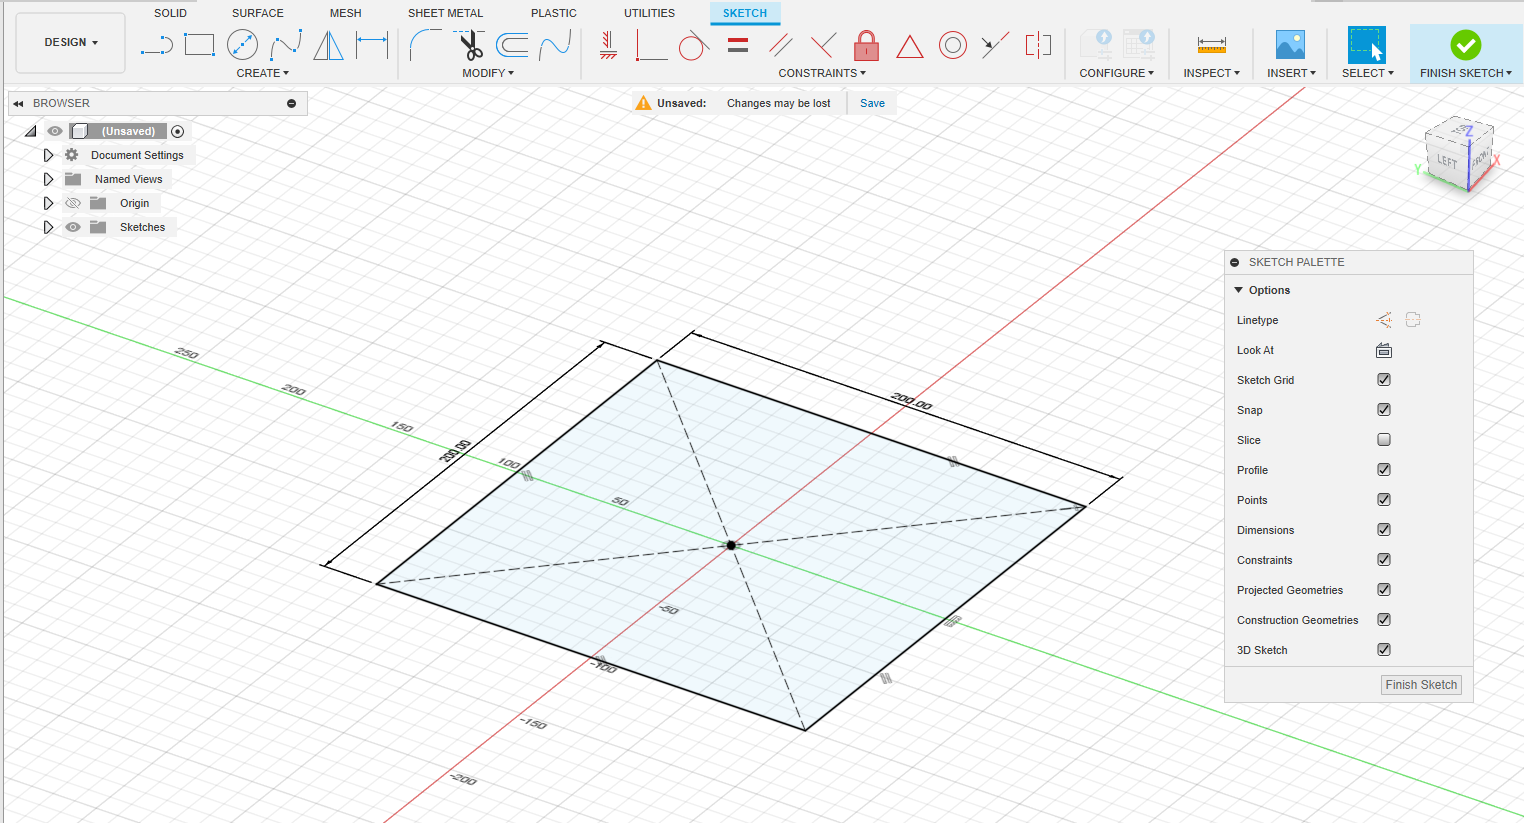 SOLID SURFACE MESH SHEET METAL PLASTIC UTILITIES SKETCH
DESIGN
CREATE MODIFY CONSTRAINTS CONFIGURE INSPECT INSERT SELECT FINISH SKETCH
BROWSER
Unsaved: Changes may be lost Save
(Unsaved)
Document Settings
Named Views
Origin
Sketches
Z
LEFT
FRONT
X
Y
SKETCH PALETTE
Options
Linetype
Look At
Sketch Grid
Snap
Slice
Profile
Points
Dimensions
Constraints
Projected Geometries
Construction Geometries
3D Sketch
Finish Sketch
250
200
150
100
50
200.00
200.00
-50
-100
-150
-200